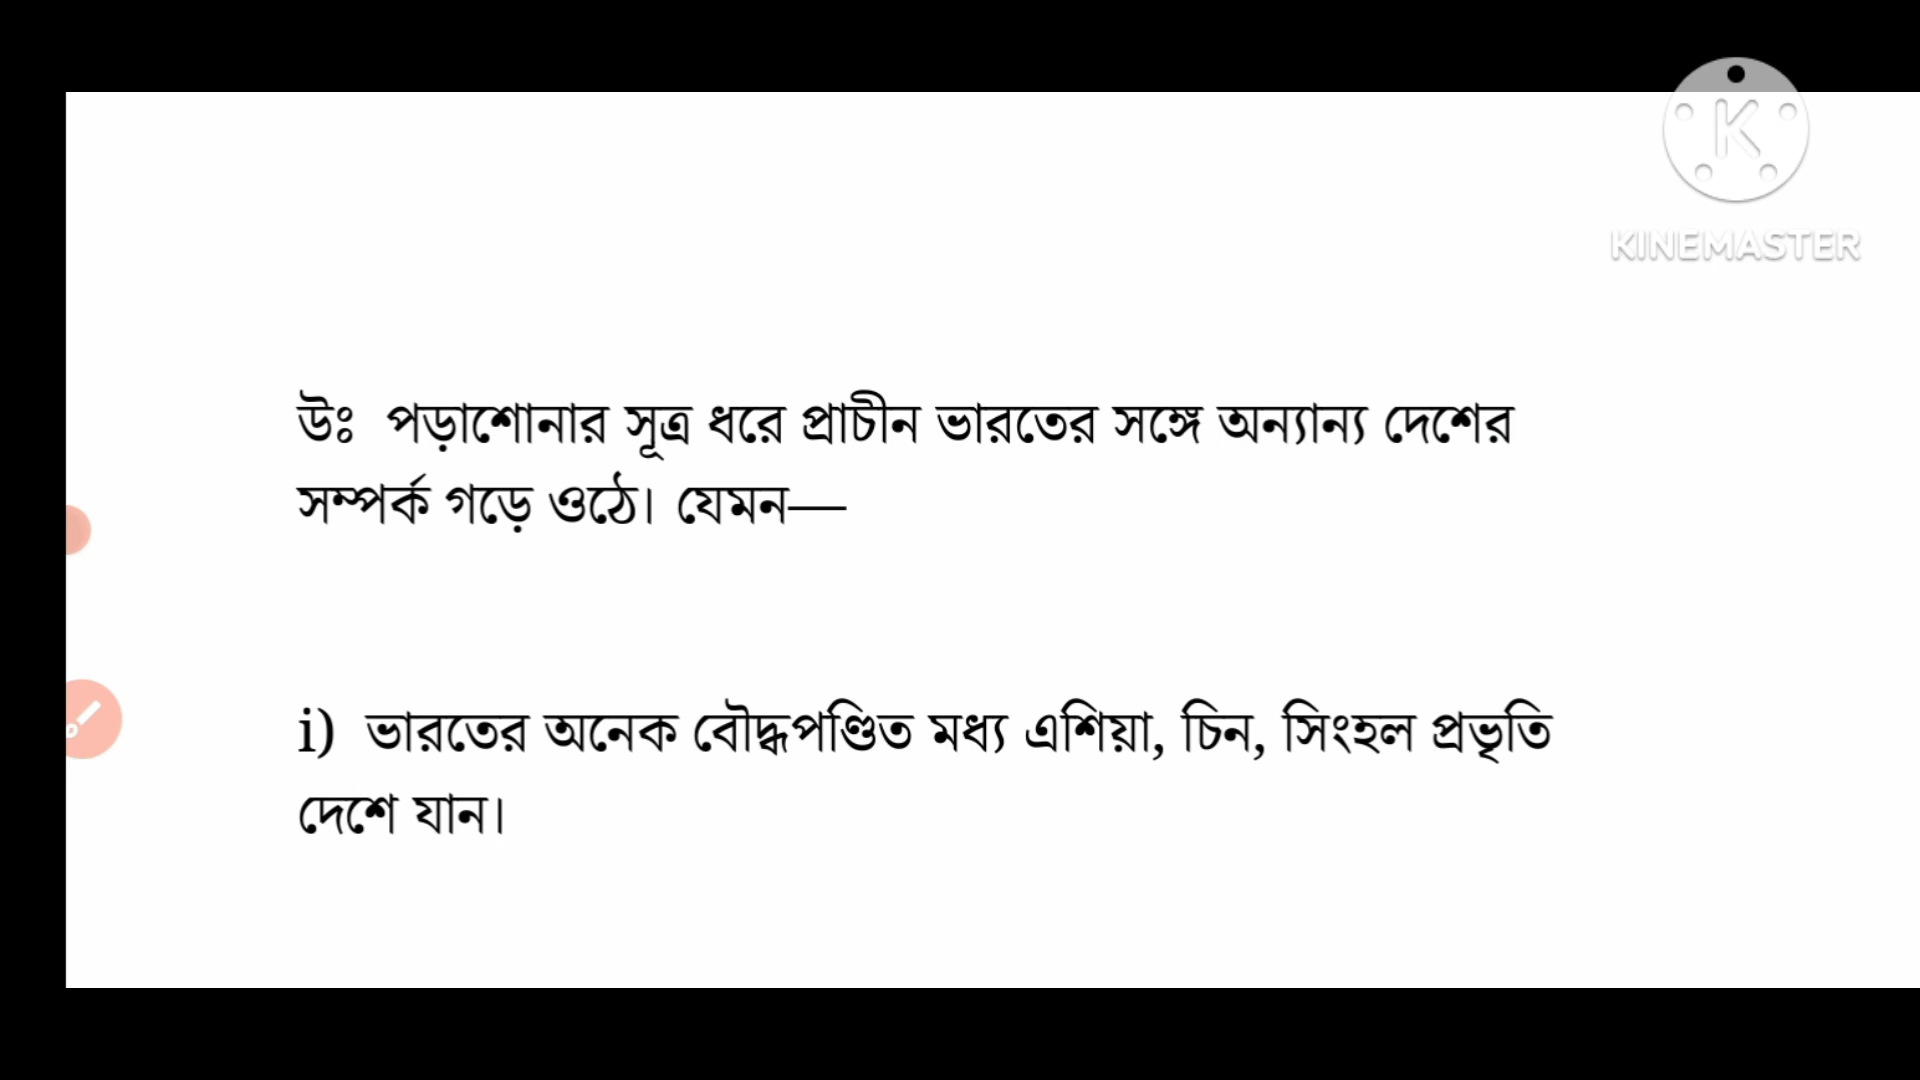 K
KINEMASTER
উঃ পড়াশোনার সূত্র ধরে প্রাচীন ভারতের সঙ্গে অন্যান্য দেশের
সম্পর্ক গড়ে ওঠে। যেমন—
i) ভারতের অনেক বৌদ্ধপণ্ডিত মধ্য এশিয়া, চিন, সিংহল প্রভৃতি
দেশে যান।